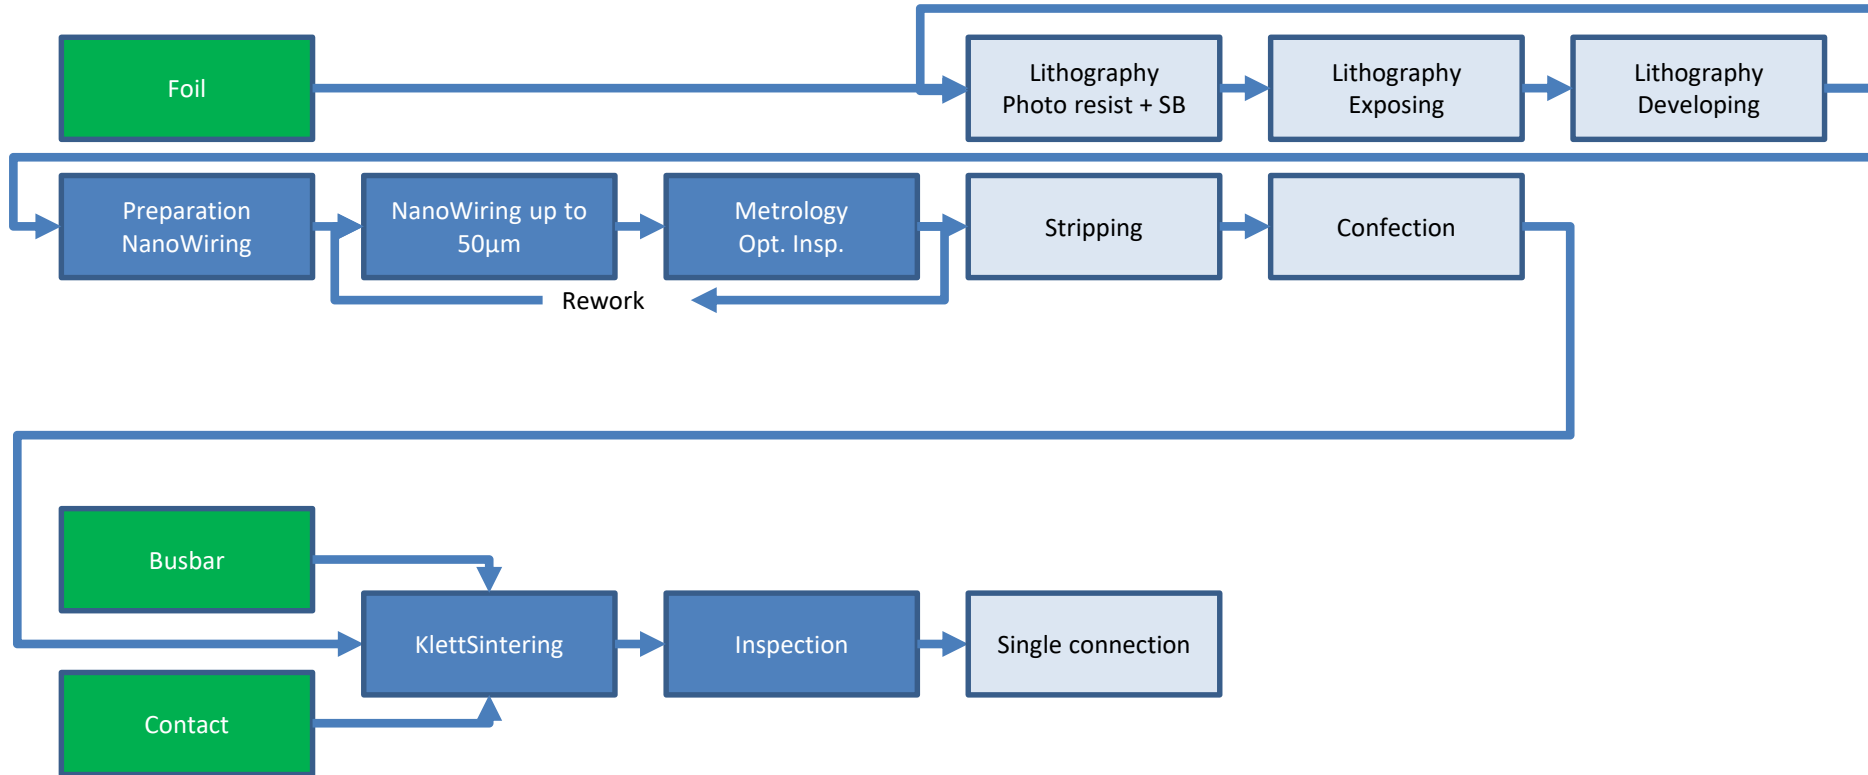 Foil
Lithography
Photo resist + SB
Lithography
Exposing
Lithography
Developing
Preparation
NanoWiring
NanoWiring up to
50µm
Metrology
Opt. Insp.
Stripping
Confection
Rework
Busbar
KlettSintering
Inspection
Single connection
Contact